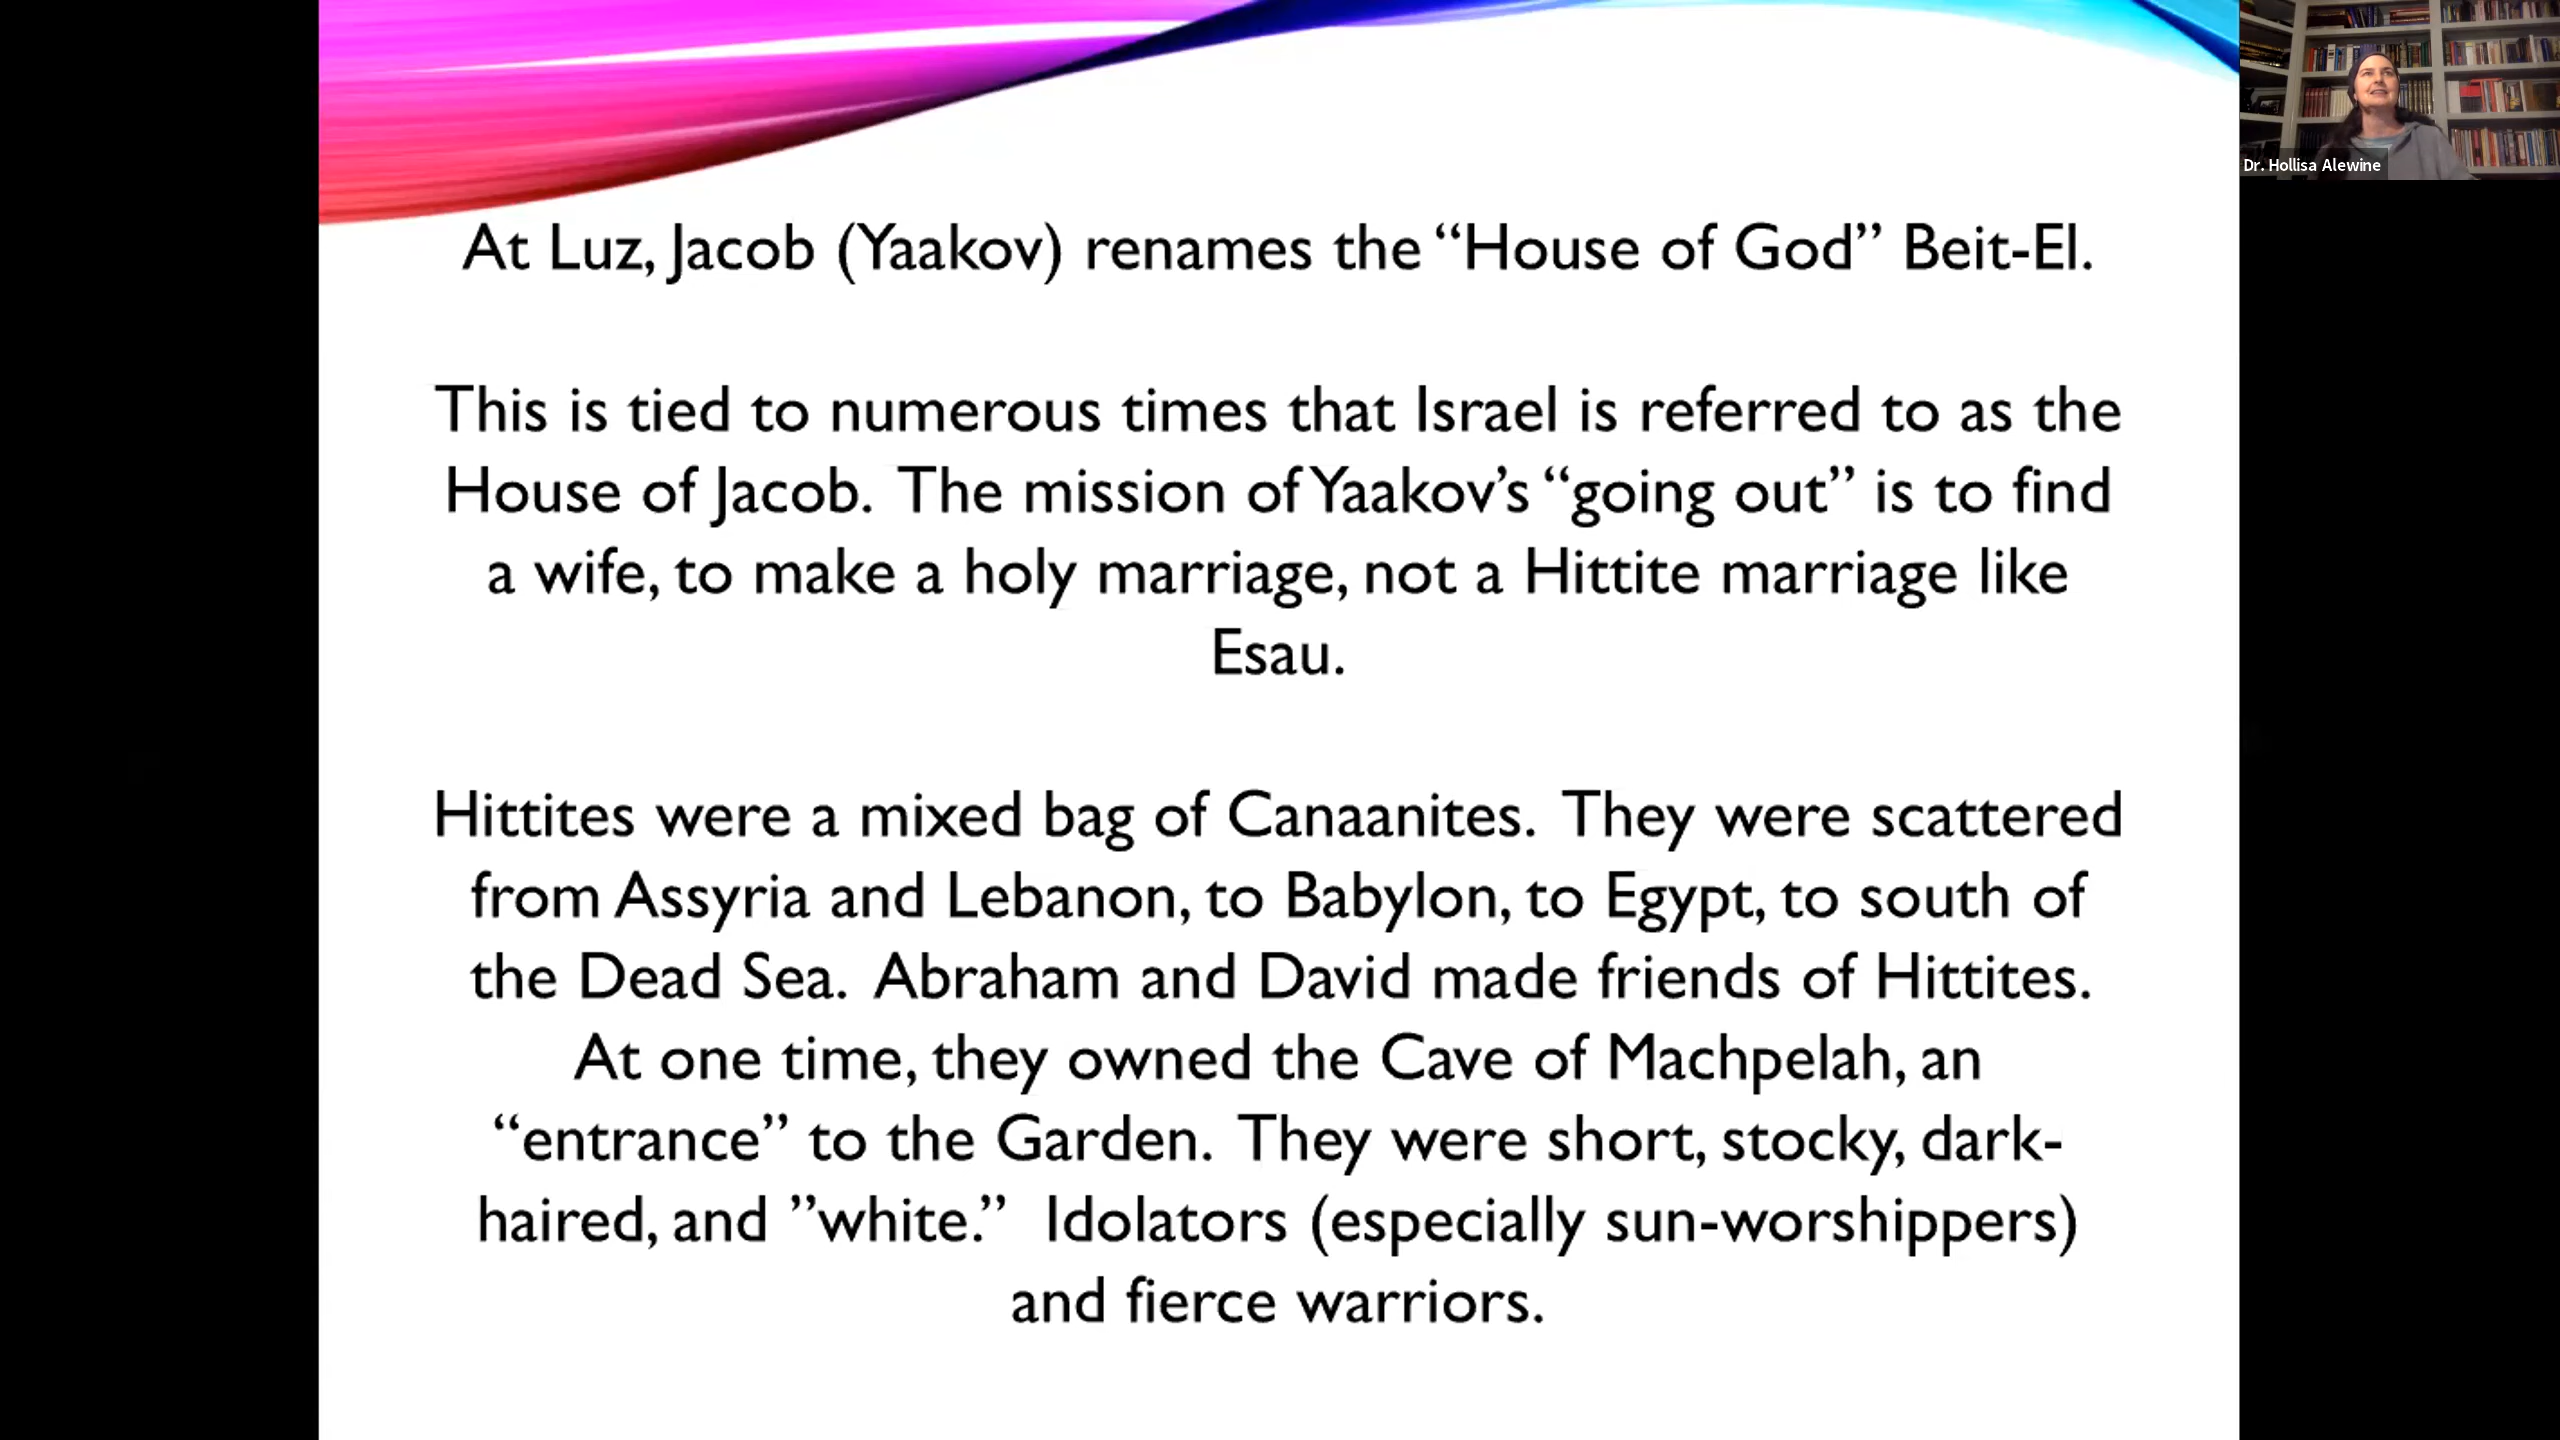 At Luz, Jacob (Yaakov) renames the “House of God” Beit-El.
This is tied to numerous times that Israel is referred to as the
House of Jacob.  The mission of Yaakov’s “going out” is to find
a wife, to make a holy marriage, not a Hittite marriage like
Esau.
Hittites were a mixed bag of Canaanites.  They were scattered
from Assyria and Lebanon, to Babylon, to Egypt, to south of
the Dead Sea.  Abraham and David made friends of Hittites.
At one time, they owned the Cave of Machpelah, an
“entrance” to the Garden.  They were short, stocky, dark-
haired, and ”white.”  Idolators (especially sun-worshippers)
and fierce warriors.
Dr. Hollisa Alewine